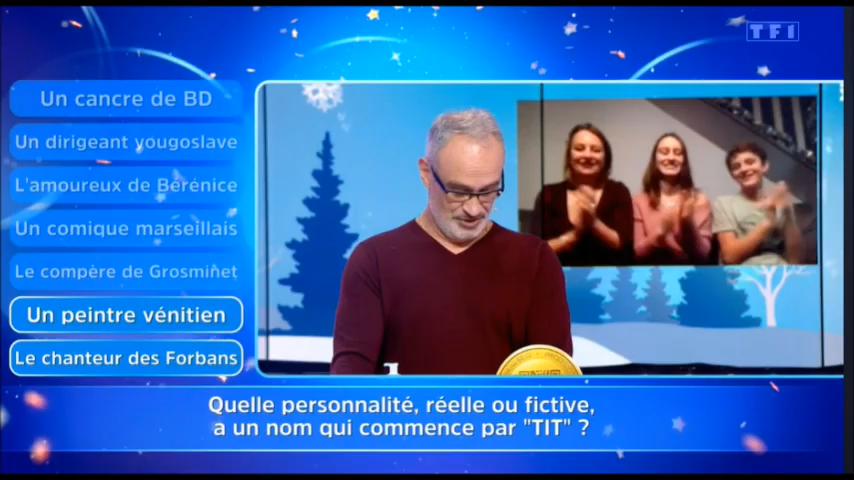 TF1
Un cancre de BD
Un dirigeant yougoslave
L'amoureux de Bérénice
Un comique marseillais
Le compère de Grosminet
Un peintre vénitien
Le chanteur des Forbans
Quelle personnalité, réelle ou fictive,
a un nom qui commence par "TIT" ?